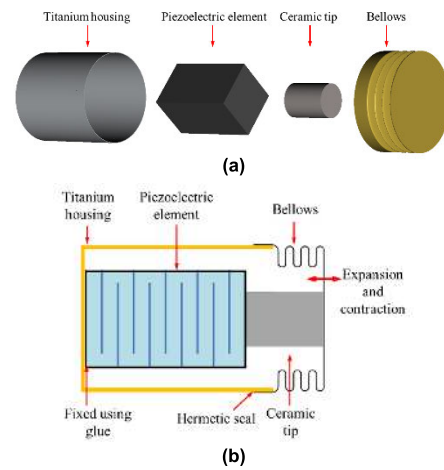 Titanium housing Piezoelectric element Ceramic tip Bellows
(a)
Titanium
housing
Piezoelectric
element
Bellows
Expansion
and
contraction
Fixed using
glue
Hermetic seal
Ceramic
tip
(b)